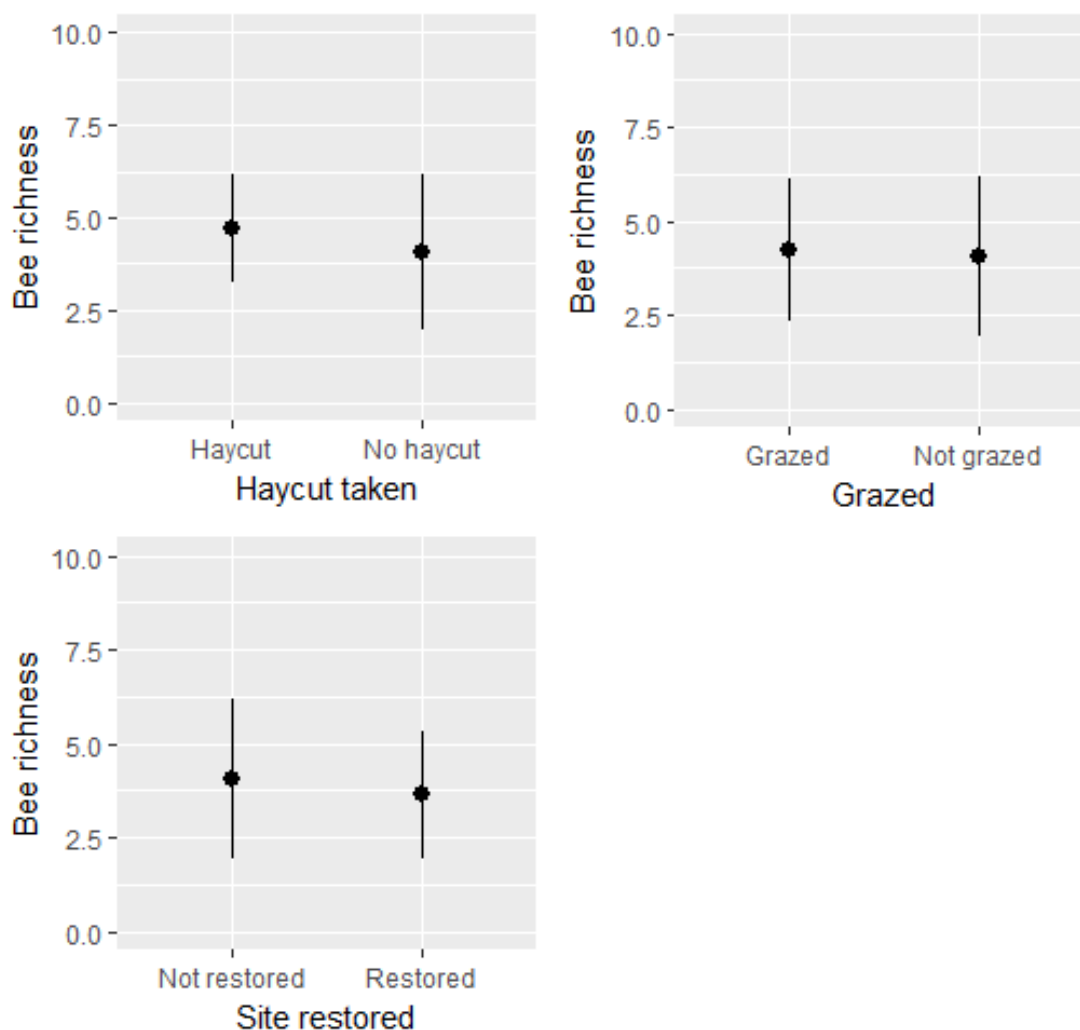 Bee richness
10.0
7.5
5.0
2.5
0.0
Haycut No haycut
Haycut taken
Bee richness
10.0
7.5
5.0
2.5
0.0
Grazed Not grazed
Grazed
Bee richness
10.0
7.5
5.0
2.5
0.0
Not restored Restored
Site restored